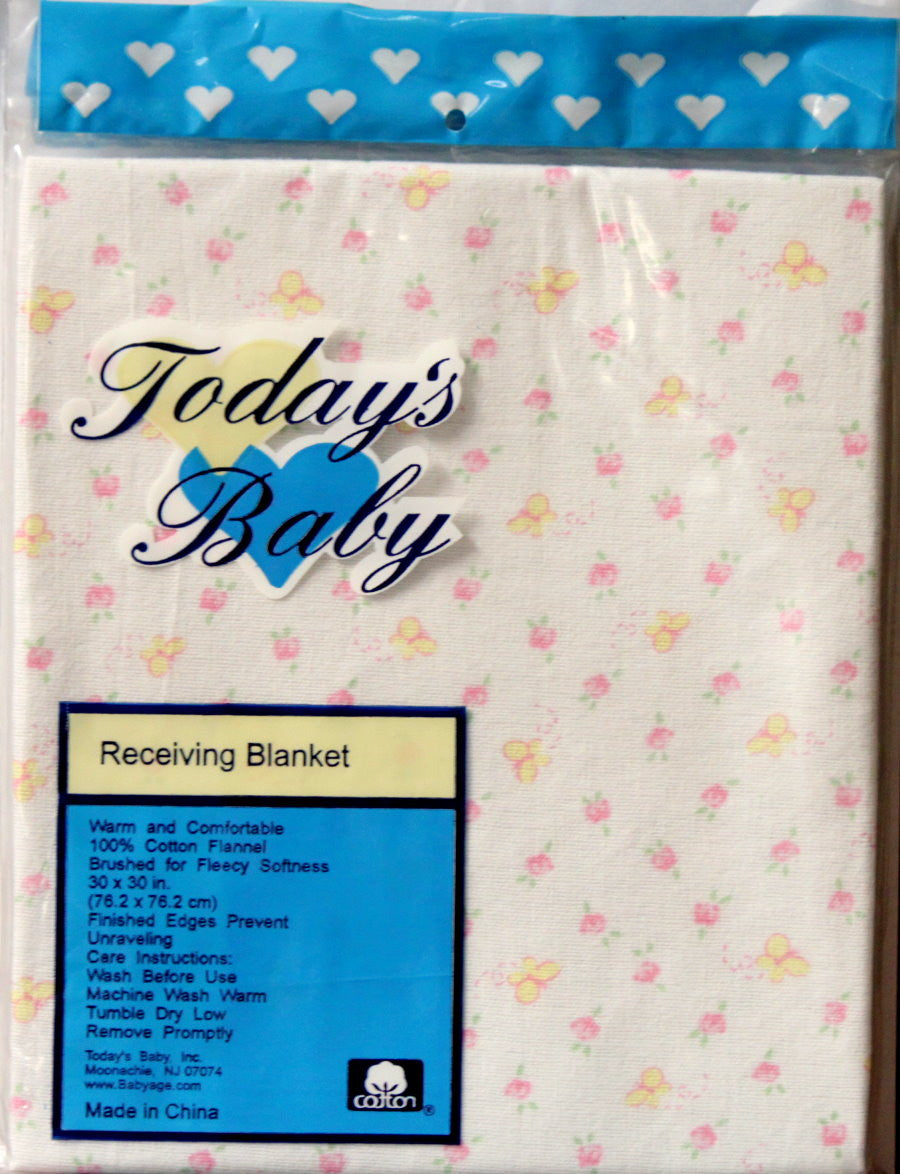 Today's
Baby
Receiving Blanket
Warm and Comfortable
100% Cotton Flannel
Brushed for Fleecy Softness
30 x 30 in.
(76.2 x 76.2 cm)
Finished Edges Prevent
Unraveling
Care Instructions:
Wash Before Use
Machine Wash Warm
Tumble Dry Low
Remove Promptly
Today's Baby, Inc.
Moonachie, NJ 07074
www.Babyage.com
Made in China
cotton®